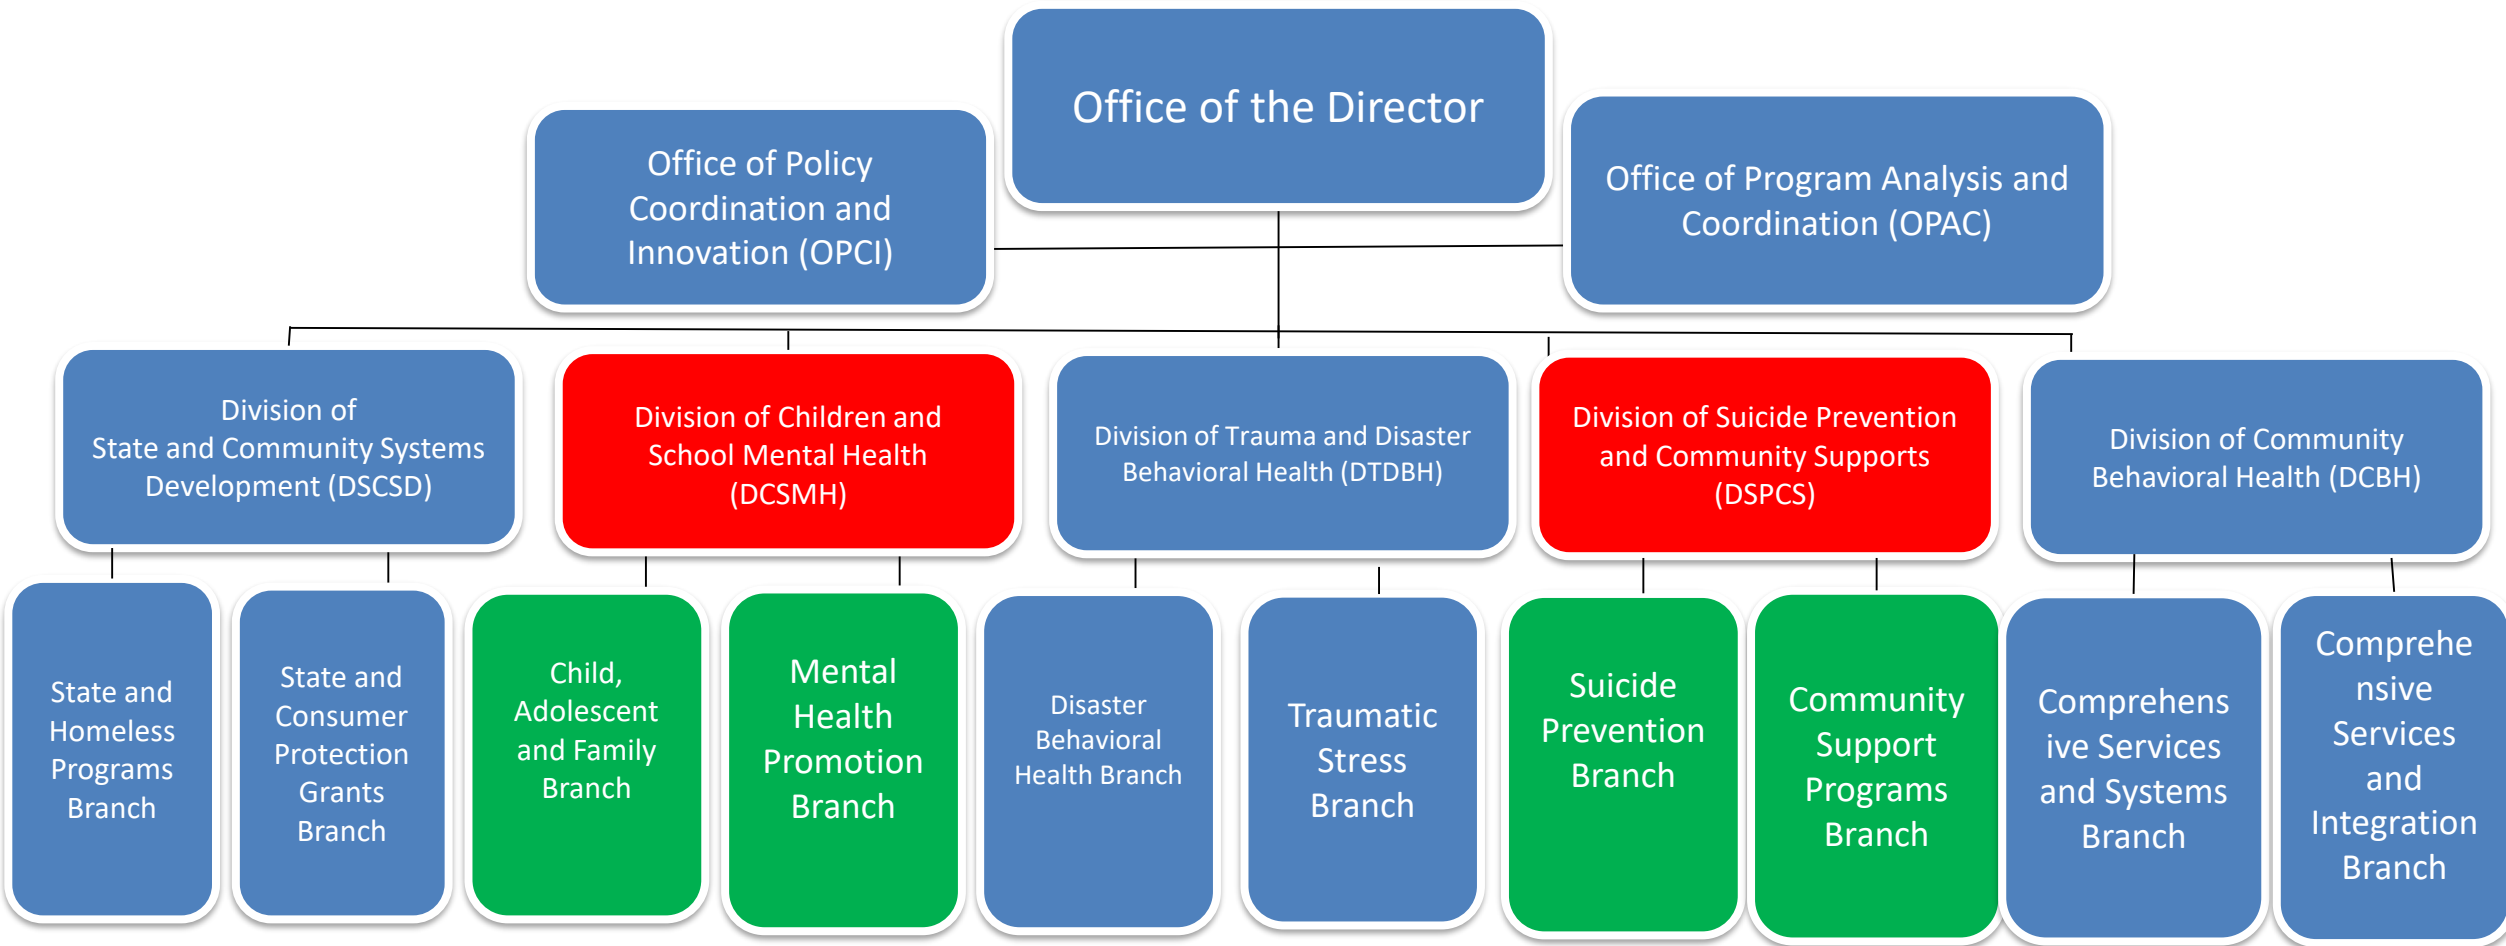 Office of the Director
Office of Policy
Coordination and
Innovation (OPCI)
Office of Program Analysis and
Coordination (OPAC)
Division of
State and Community Systems
Development (DSCSD)
Division of Children and
School Mental Health
(DCSMH)
Division of Trauma and Disaster
Behavioral Health (DTDBH)
Division of Suicide Prevention
and Community Supports
(DSPCS)
Division of Community
Behavioral Health (DCBH)
State and
Homeless
Programs
Branch
State and
Consumer
Protection
Grants
Branch
Child,
Adolescent
and Family
Branch
Mental
Health
Promotion
Branch
Disaster
Behavioral
Health Branch
Traumatic
Stress
Branch
Suicide
Prevention
Branch
Community
Support
Programs
Branch
Comprehens
ive Services
and Systems
Branch
Comprehe
nsive
Services
and
Integration
Branch